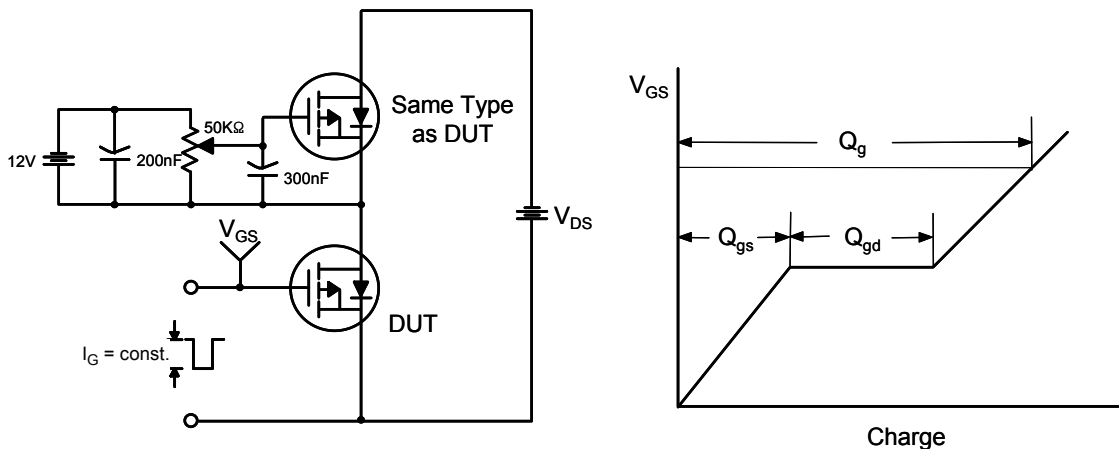 Same Type
as DUT
50KΩ
12V
200nF
300nF
V_GS
V_DS
DUT
I_G = const.
V_GS
Q_g
Q_gs
Q_gd
Charge